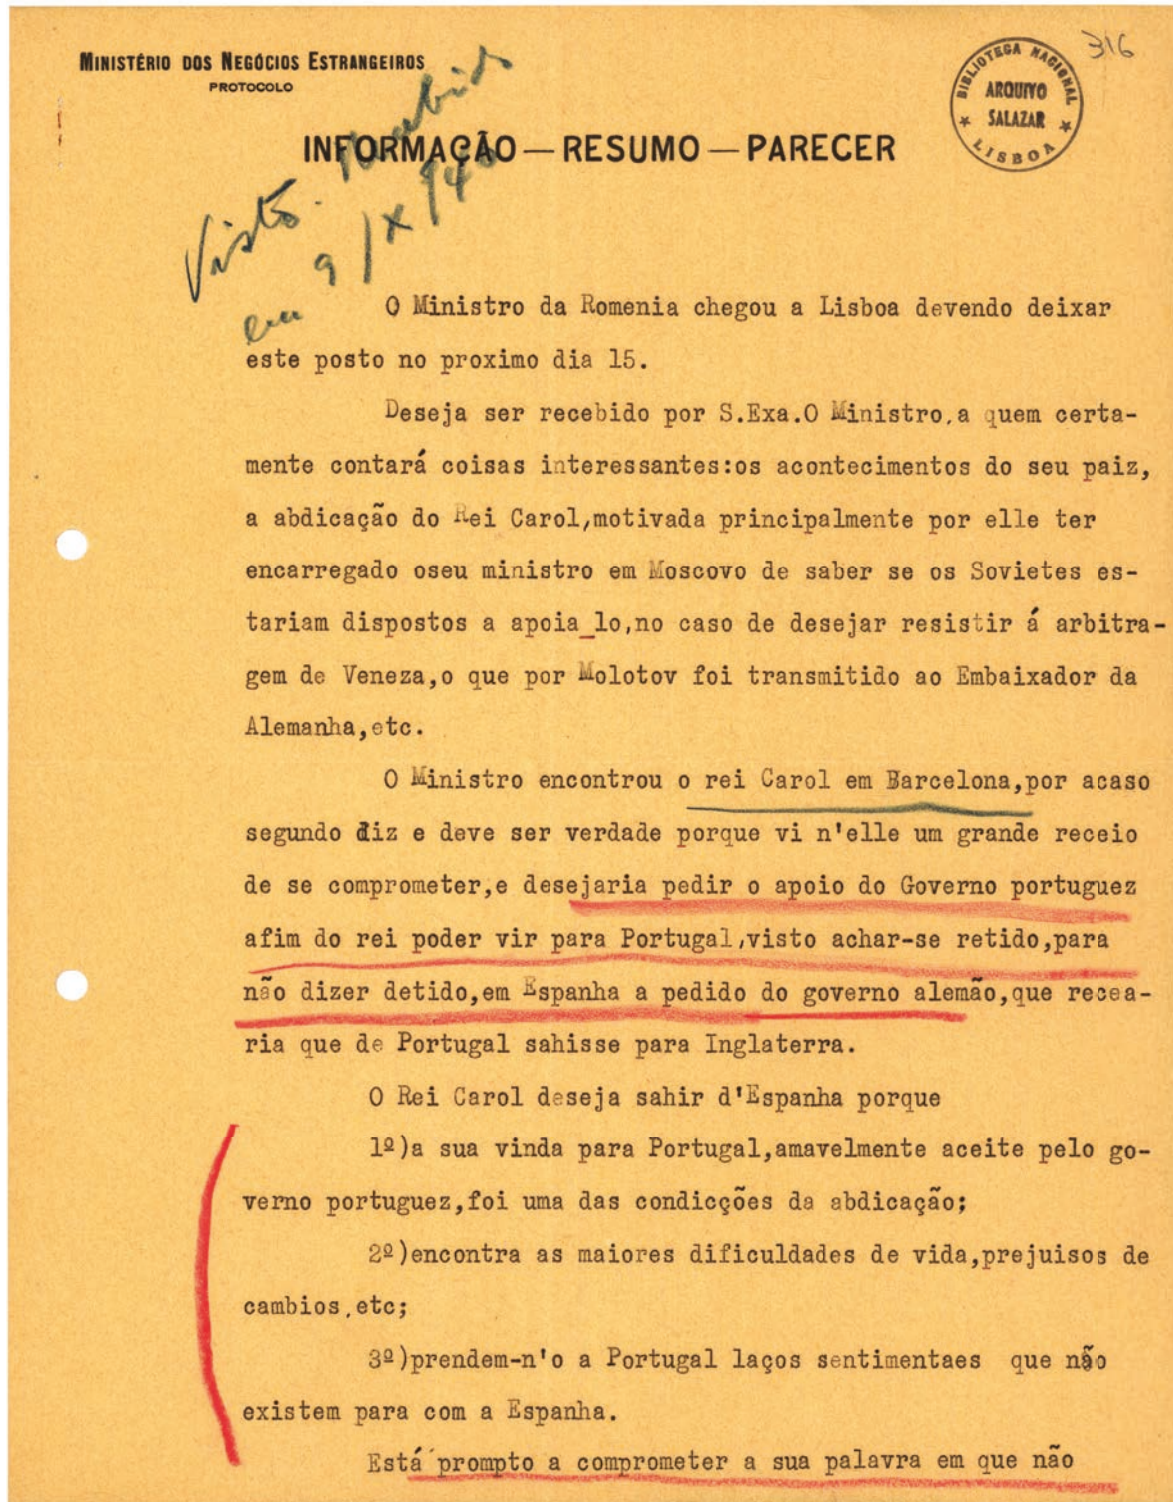 316
MINISTÉRIO DOS NEGÓCIOS ESTRANGEIROS
PROTOCOLO
BIBLIOTEGA NACIONAL
ARQUIVO
SALAZAR
LISBOA
INFORMAÇÃO — RESUMO — PARECER
Visto. Recebido
em 9/X/40
O Ministro da Romenia chegou a Lisboa devendo deixar
este posto no proximo dia 15.
Deseja ser recebido por S.Exa.O Ministro,a quem certa-
mente contará coisas interessantes:os acontecimentos do seu paiz,
a abdicação do Rei Carol,motivada principalmente por elle ter
encarregado oseu ministro em Moscovo de saber se os Sovietes es-
tariam dispostos a apoia_lo,no caso de desejar resistir á arbitra-
gem de Veneza,o que por Molotov foi transmitido ao Embaixador da
Alemanha,etc.
O Ministro encontrou o rei Carol em Barcelona,por acaso
segundo diz e deve ser verdade porque vi n'elle um grande receio
de se comprometer,e desejaria pedir o apoio do Governo portuguez
afim do rei poder vir para Portugal,visto achar-se retido,para
não dizer detido,em Espanha a pedido do governo alemão,que recea-
ria que de Portugal sahisse para Inglaterra.
O Rei Carol deseja sahir d'Espanha porque
1º)a sua vinda para Portugal,amavelmente aceite pelo go-
verno portuguez,foi uma das condicções da abdicação;
2º)encontra as maiores dificuldades de vida,prejuisos de
cambios,etc;
3º)prendem-n'o a Portugal laços sentimentaes que não
existem para com a Espanha.
Está prompto a comprometer a sua palavra em que não